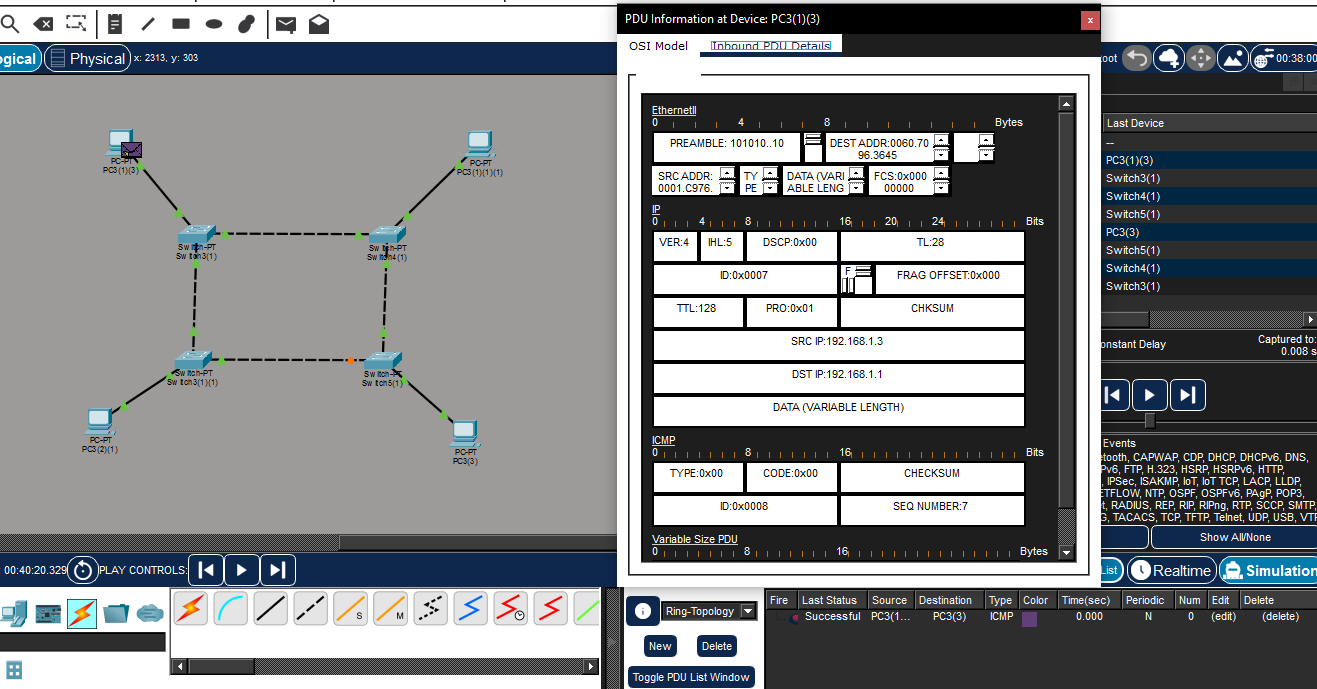 PDU Information at Device: PC3(1)(3)
x
OSI Model
Inbound PDU Details
gical
Physical
x: 2313, y: 303
oot
00:38:00
EthernetII
0 4 8 Bytes
PREAMBLE: 101010..10
DEST ADDR:0060.70
96.3645
SRC ADDR:
0001.C976.
TY
PE
DATA (VARI
ABLE LENG
FCS:0x000
00000
IP
0 4 8 16 20 24 Bits
VER:4
IHL:5
DSCP:0x00
TL:28
ID:0x0007
F
FRAG OFFSET:0x000
TTL:128
PRO:0x01
CHKSUM
SRC IP:192.168.1.3
DST IP:192.168.1.1
DATA (VARIABLE LENGTH)
ICMP
0 8 16 Bits
TYPE:0x00
CODE:0x00
CHECKSUM
ID:0x0008
SEQ NUMBER:7
Variable Size PDU
0 8 16 Bytes
PC-PT
PC3(1)(3)
PC-PT
PC3(1)(1)(1)
Switch-PT
Switch3(1)
Switch-PT
Switch4(1)
Switch-PT
Switch3(1)(1)
Switch-PT
Switch5(1)
PC-PT
PC3(2)(1)
PC-PT
PC3(3)
Last Device
--
PC3(1)(3)
Switch3(1)
Switch4(1)
Switch5(1)
PC3(3)
Switch5(1)
Switch4(1)
Switch3(1)
onstant Delay
Captured to:
0.008 s
Events
etooth, CAPWAP, CDP, DHCP, DHCPv6, DNS,
Pv6, FTP, H.323, HSRP, HSRPv6, HTTP,
, IPSec, ISAKMP, IoT, IoT TCP, LACP, LLDP,
ETFLOW, NTP, OSPF, OSPFv6, PAgP, POP3,
t, RADIUS, REP, RIP, RIPng, RTP, SCCP, SMTP,
G, TACACS, TCP, TFTP, Telnet, UDP, USB, VTP
Show All/None
: 00:40:20.329
PLAY CONTROLS:
List
Realtime
Simulation
S
M
Ring-Topology
New
Delete
Toggle PDU List Window
Fire Last Status Source Destination Type Color Time(sec) Periodic Num Edit Delete
Successful PC3(1... PC3(3) ICMP 0.000 N 0 (edit) (delete)